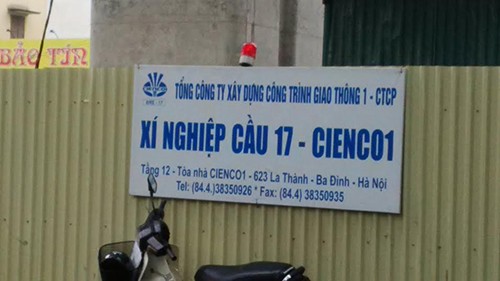 BẢO TÍN
TỔNG CÔNG TY XÂY DỰNG CÔNG TRÌNH GIAO THÔNG 1 - CTCP
XÍ NGHIỆP CẦU 17 - CIENCO1
Tầng 12 - Tòa nhà CIENCO1 - 623 La Thành - Ba Đình - Hà Nội
Tel: (84.4.)38350926 * Fax: (84.4) 38350935